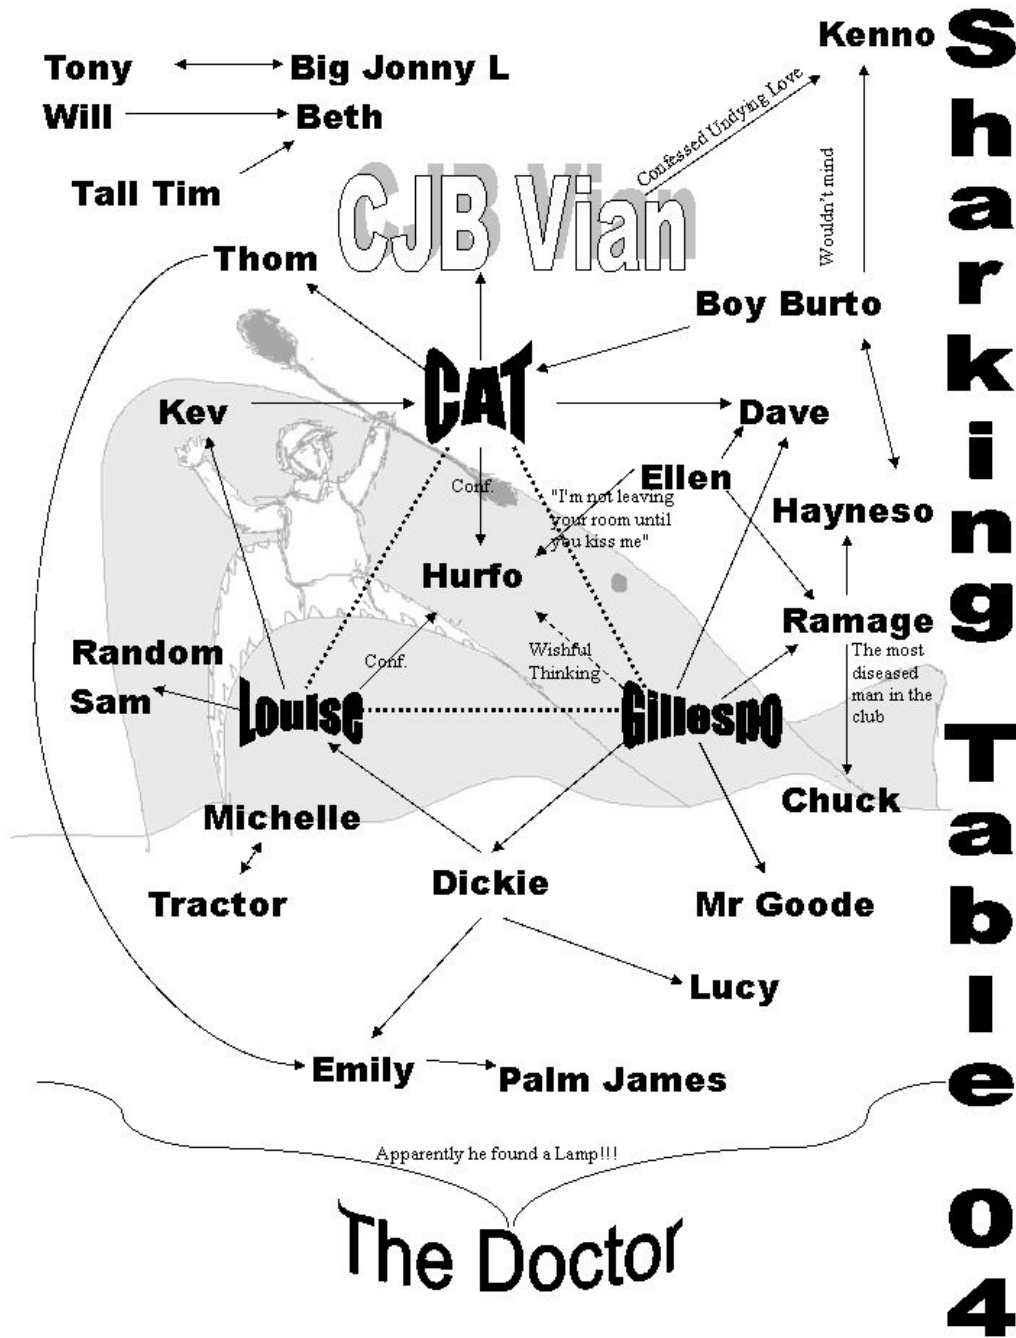 Kenno
Tony
Big Jonny L
Will
Beth
Confessed Undying Love
Tall Tim
CJB Vian
Wouldn't mind
Thom
Boy Burto
CAT
Kev
Dave
Ellen
Conf.
"I'm not leaving
your room until
you kiss me"
Hayneso
Hurfo
Ramage
The most
diseased
man in the
club
Random
Sam
Conf.
Wishful
Thinking
Louise
Gillespo
Chuck
Michelle
Dickie
Tractor
Mr Goode
Lucy
Emily
Palm James
Apparently he found a Lamp!!!
The Doctor
Sharking Table 04